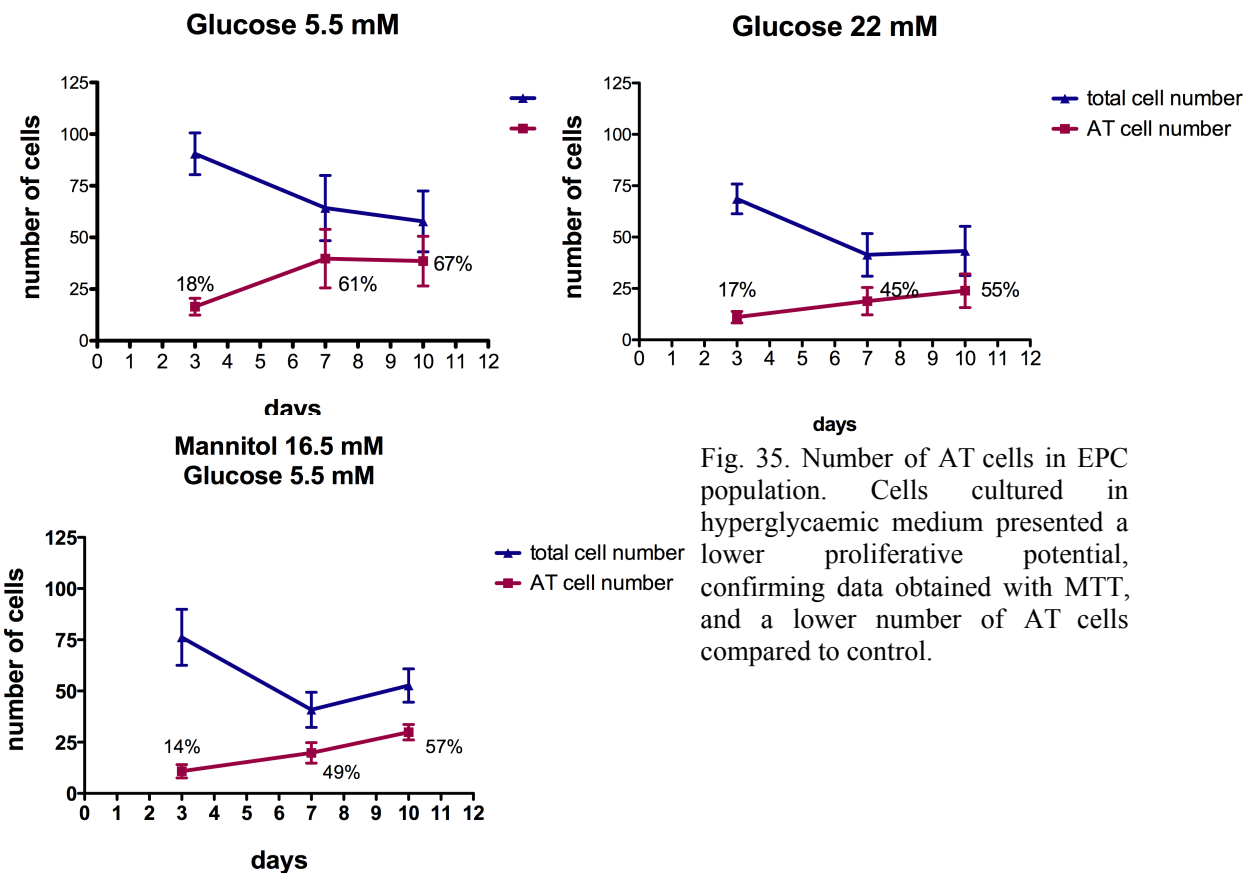 Glucose 5.5 mM
125
100
75
50
25
0
number of cells
18%
61%
67%
0 1 2 3 4 5 6 7 8 9 10 11 12
days
Glucose 22 mM
125
100
75
50
25
0
number of cells
total cell number
AT cell number
17%
45%
55%
0 1 2 3 4 5 6 7 8 9 10 11 12
days
Mannitol 16.5 mM
Glucose 5.5 mM
125
100
75
50
25
0
number of cells
total cell number
AT cell number
14%
49%
57%
0 1 2 3 4 5 6 7 8 9 10 11 12
days
Fig. 35. Number of AT cells in EPC
population. Cells cultured in
hyperglycaemic medium presented a
lower proliferative potential,
confirming data obtained with MTT,
and a lower number of AT cells
compared to control.